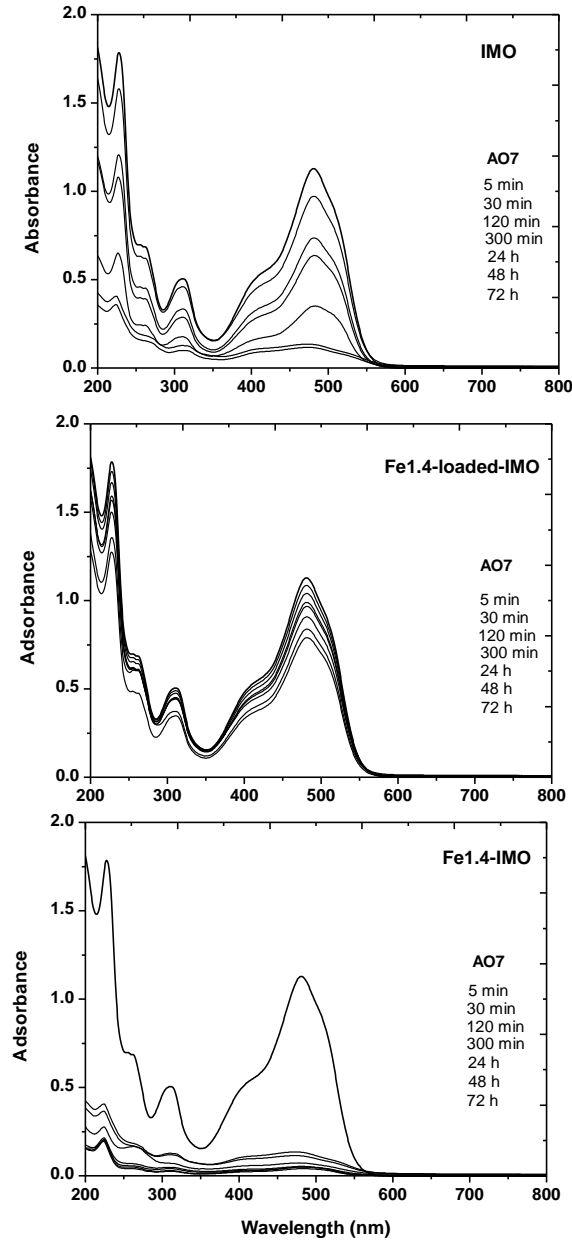 2.0
1.5
1.0
0.5
0.0
Absorbance
IMO
AO7
5 min
30 min
120 min
300 min
24 h
48 h
72 h
200 300 400 500 600 700 800
2.0
1.5
1.0
0.5
0.0
Adsorbance
Fe1.4-loaded-IMO
AO7
5 min
30 min
120 min
300 min
24 h
48 h
72 h
200 300 400 500 600 700 800
2.0
1.5
1.0
0.5
0.0
Adsorbance
Fe1.4-IMO
AO7
5 min
30 min
120 min
300 min
24 h
48 h
72 h
200 300 400 500 600 700 800
Wavelength (nm)